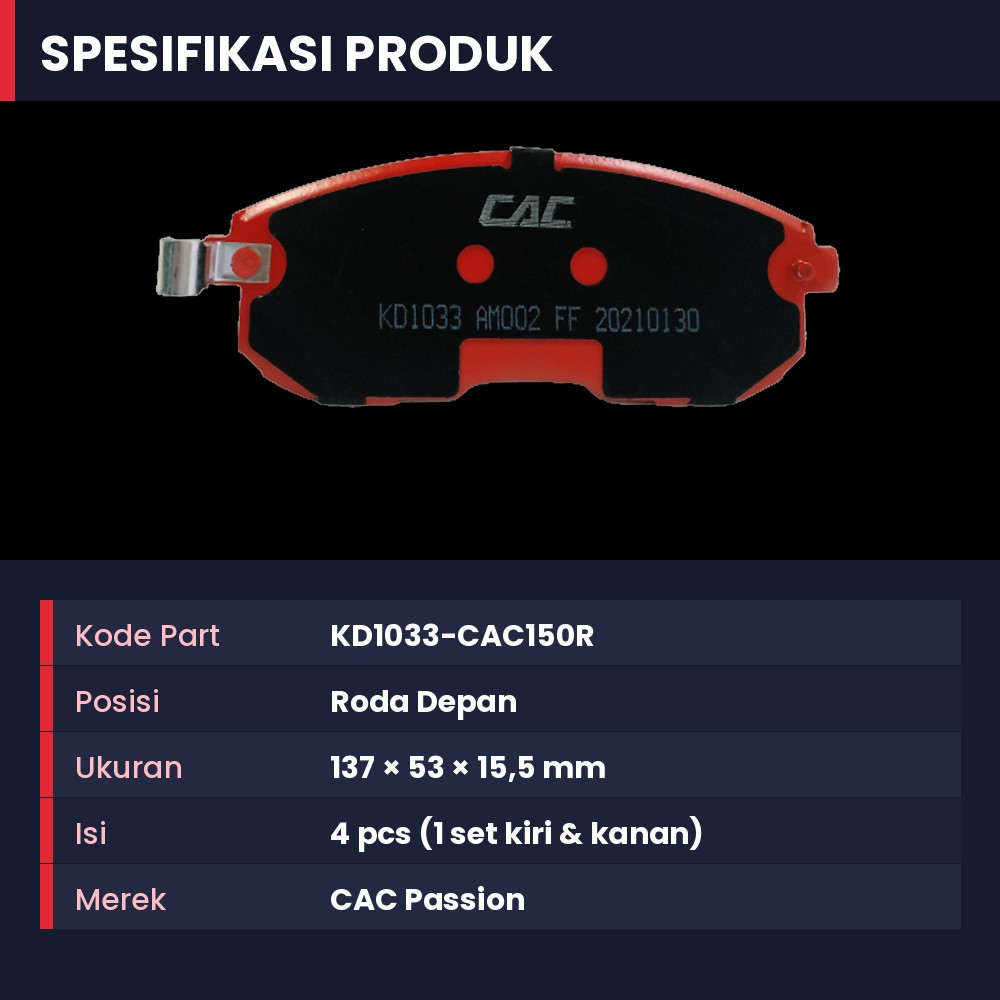 SPESIFIKASI PRODUK
CAC
KD1033 AM002 FF 20210130
Kode Part KD1033-CAC150R
Posisi Roda Depan
Ukuran 137 × 53 × 15,5 mm
Isi 4 pcs (1 set kiri & kanan)
Merek CAC Passion